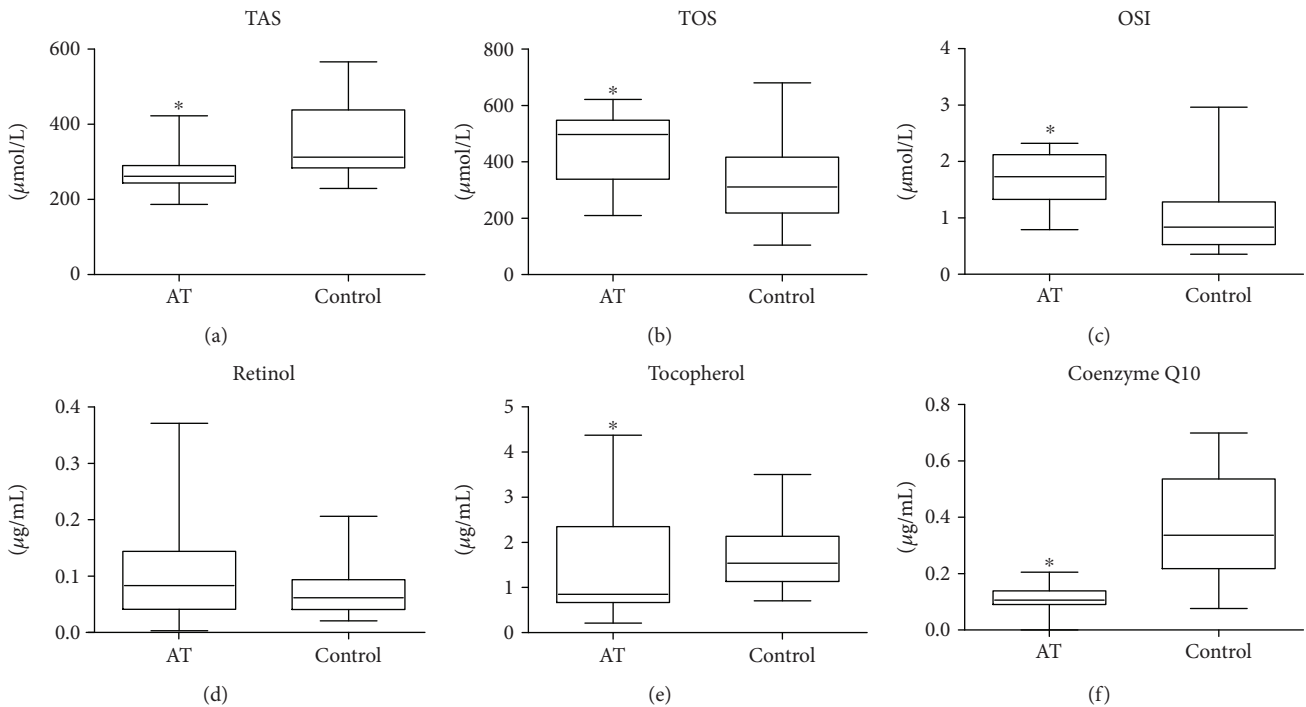 TAS
600
400
200
0
(μmol/L)
*
AT Control
(a)
TOS
800
600
400
200
0
(μmol/L)
*
AT Control
(b)
OSI
4
3
2
1
0
(μmol/L)
*
AT Control
(c)
Retinol
0.4
0.3
0.2
0.1
0.0
(μg/mL)
AT Control
(d)
Tocopherol
5
4
3
2
1
0
(μg/mL)
*
AT Control
(e)
Coenzyme Q10
0.8
0.6
0.4
0.2
0.0
(μg/mL)
*
AT Control
(f)